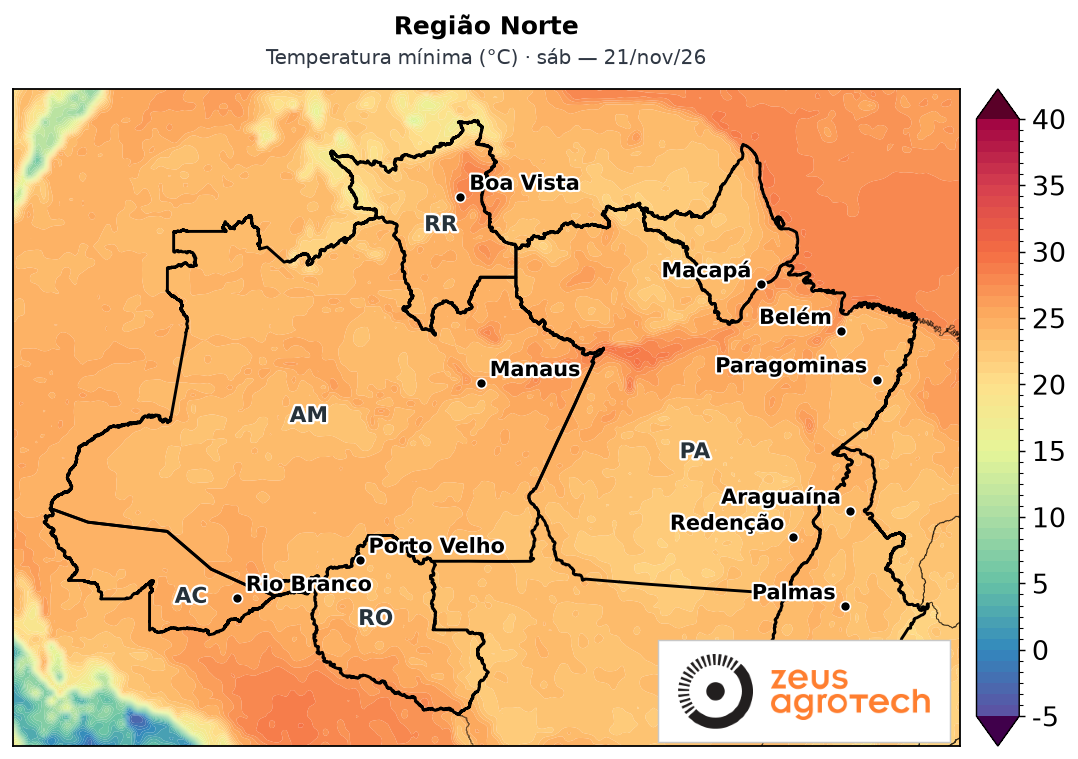 Região Norte
Temperatura mínima (°C) · sáb — 21/nov/26
40
35
30
25
20
15
10
5
0
-5
Boa Vista
RR
Macapá
Belém
Paragominas
Manaus
AM
PA
Araguaína
Redenção
Porto Velho
Rio Branco
AC
RO
Palmas
zeus
agrotech